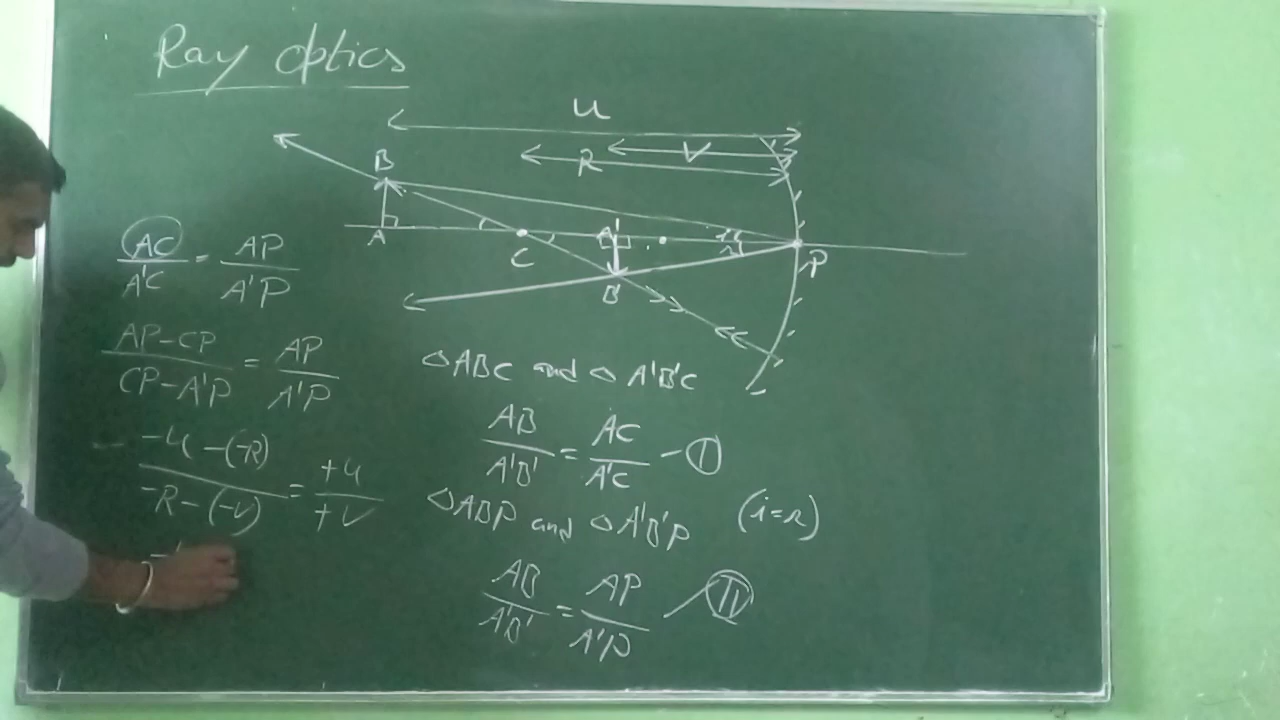 Ray optics
u
V
R
B
A
C
A'
B'
P
AC/A'C = AP/A'P
AP-CP/CP-A'P = AP/A'P
-u-(-R)/-R-(-v) = +u/+v
△ABC and △A'B'C
AB/A'B' = AC/A'C - I
△ABP and △A'B'P (i=r)
AB/A'B' = AP/A'P II